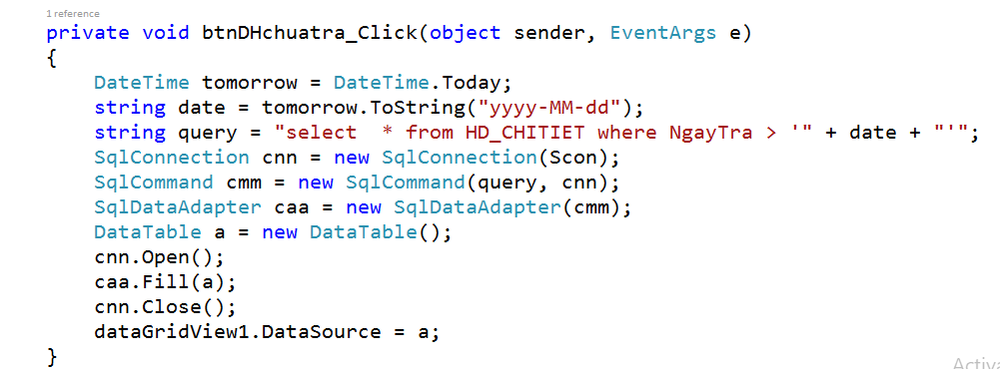 1 reference
private void btnDHchuatra_Click(object sender, EventArgs e)
{
    DateTime tomorrow = DateTime.Today;
    string date = tomorrow.ToString("yyyy-MM-dd");
    string query = "select  * from HD_CHITIET where NgayTra > '" + date + "'";
    SqlConnection cnn = new SqlConnection(Scon);
    SqlCommand cmm = new SqlCommand(query, cnn);
    SqlDataAdapter caa = new SqlDataAdapter(cmm);
    DataTable a = new DataTable();
    cnn.Open();
    caa.Fill(a);
    cnn.Close();
    dataGridView1.DataSource = a;
}